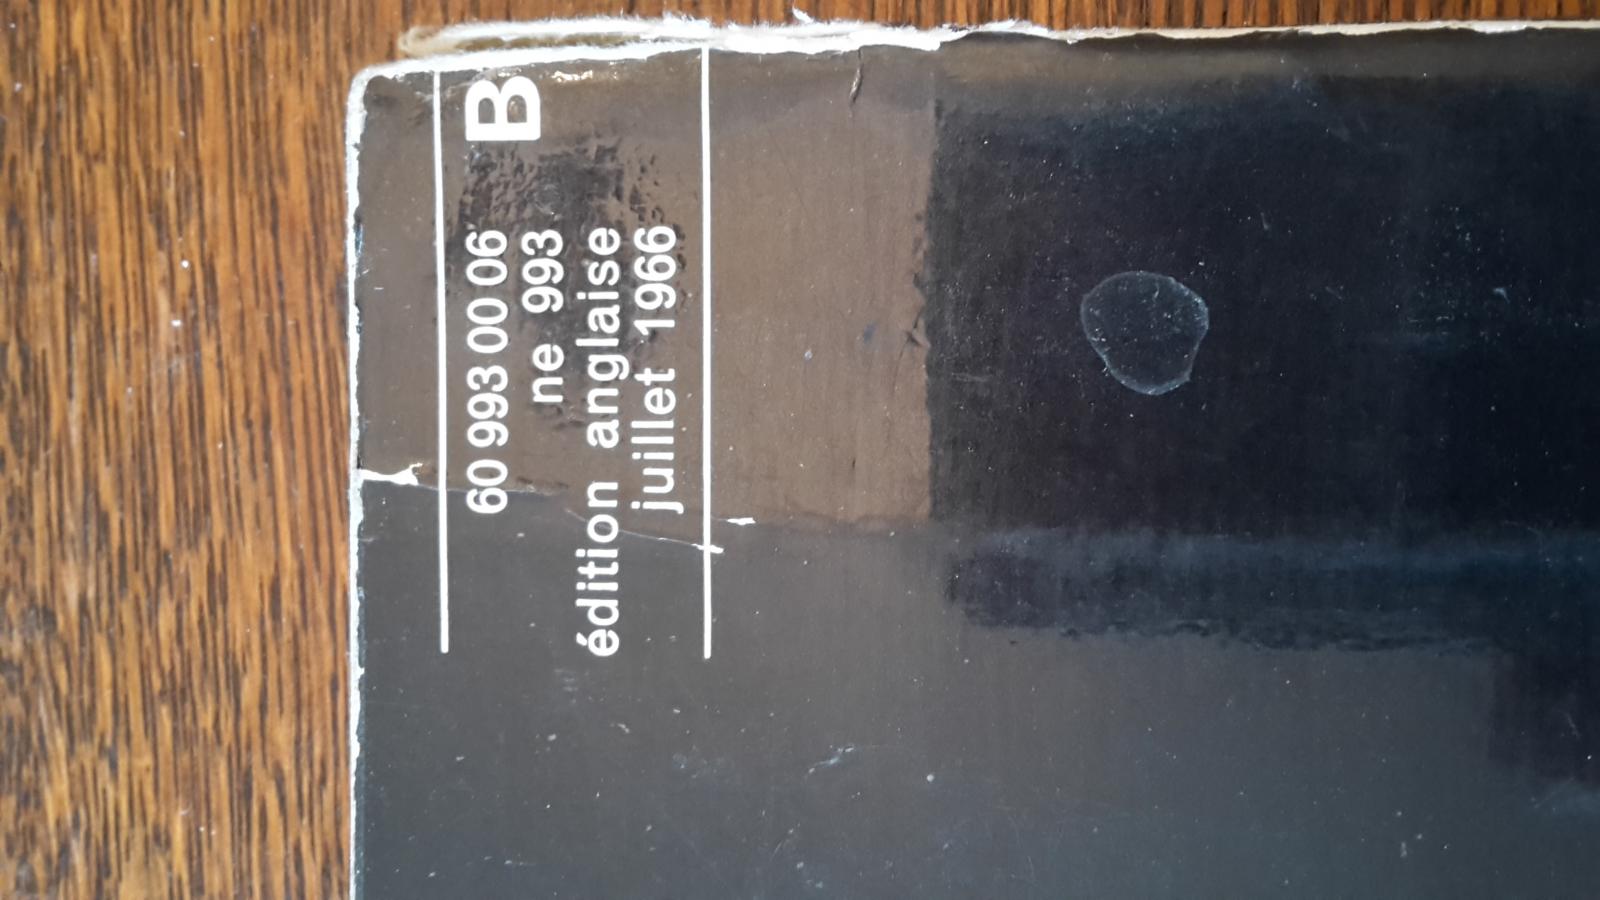 B
60 993 00 06
ne 993
édition anglaise
juillet 1966